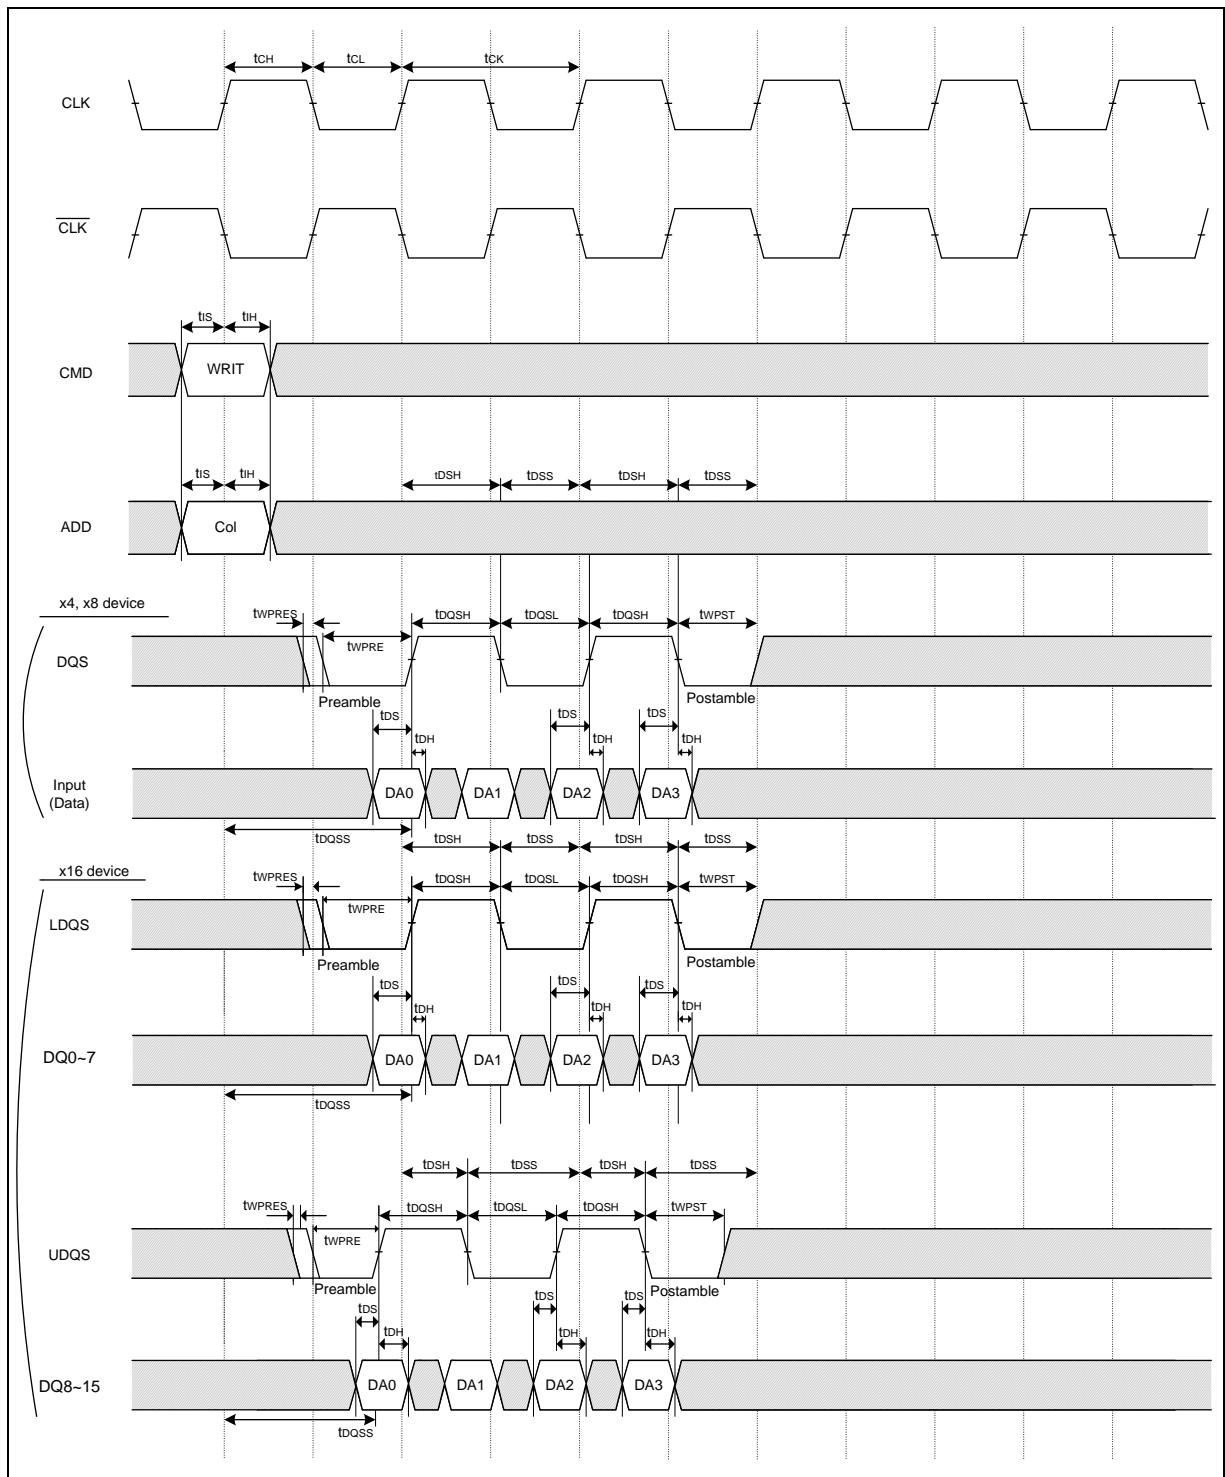 tCH tCL tCK
CLK
CLK
tIS tIH
CMD WRIT
tIS tIH tDSH tDSS tDSH tDSS
ADD Col
x4, x8 device
tWPRES tDQSH tDQSL tDQSH tWPST
tWPRE
DQS
Preamble Postamble
tDS tDS tDS
tDH tDH tDH
Input
(Data)
DA0 DA1 DA2 DA3
tDQSS
tDSH tDSS tDSH tDSS
x16 device
tWPRES tDQSH tDQSL tDQSH tWPST
tWPRE
LDQS
Preamble Postamble
tDS tDS tDS
tDH tDH tDH
DQ0~7 DA0 DA1 DA2 DA3
tDQSS
tDSH tDSS tDSH tDSS
tWPRES tDQSH tDQSL tDQSH tWPST
tWPRE
UDQS
Preamble Postamble
tDS tDS tDS
tDH tDH tDH
DQ8~15 DA0 DA1 DA2 DA3
tDQSS